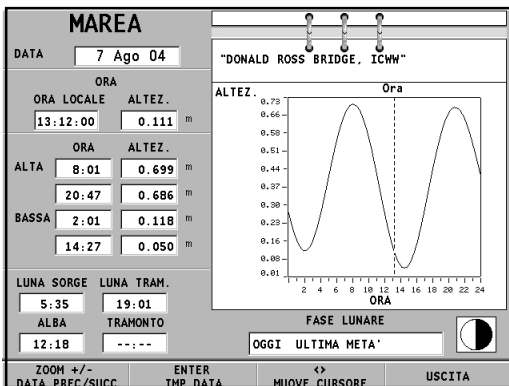 MAREA
DATA 7 Ago 04
ORA
ORA LOCALE ALTEZ.
13:12:00 0.111 m
ORA ALTEZ.
ALTA 8:01 0.699 m
20:47 0.686 m
BASSA 2:01 0.118 m
14:27 0.050 m
LUNA SORGE LUNA TRAM.
5:35 19:01
ALBA TRAMONTO
12:18 --:--
"DONALD ROSS BRIDGE, ICWW"
ALTEZ. Ora
0.73
0.66
0.58
0.51
0.44
0.37
0.30
0.23
0.16
0.08
0.01
2 4 6 8 10 12 14 16 18 20 22 24
ORA
FASE LUNARE
OGGI ULTIMA META'
ZOOM +/- ENTER <> USCITA
DATA PREC/SUCC IMP DATA MUOVE CURSORE